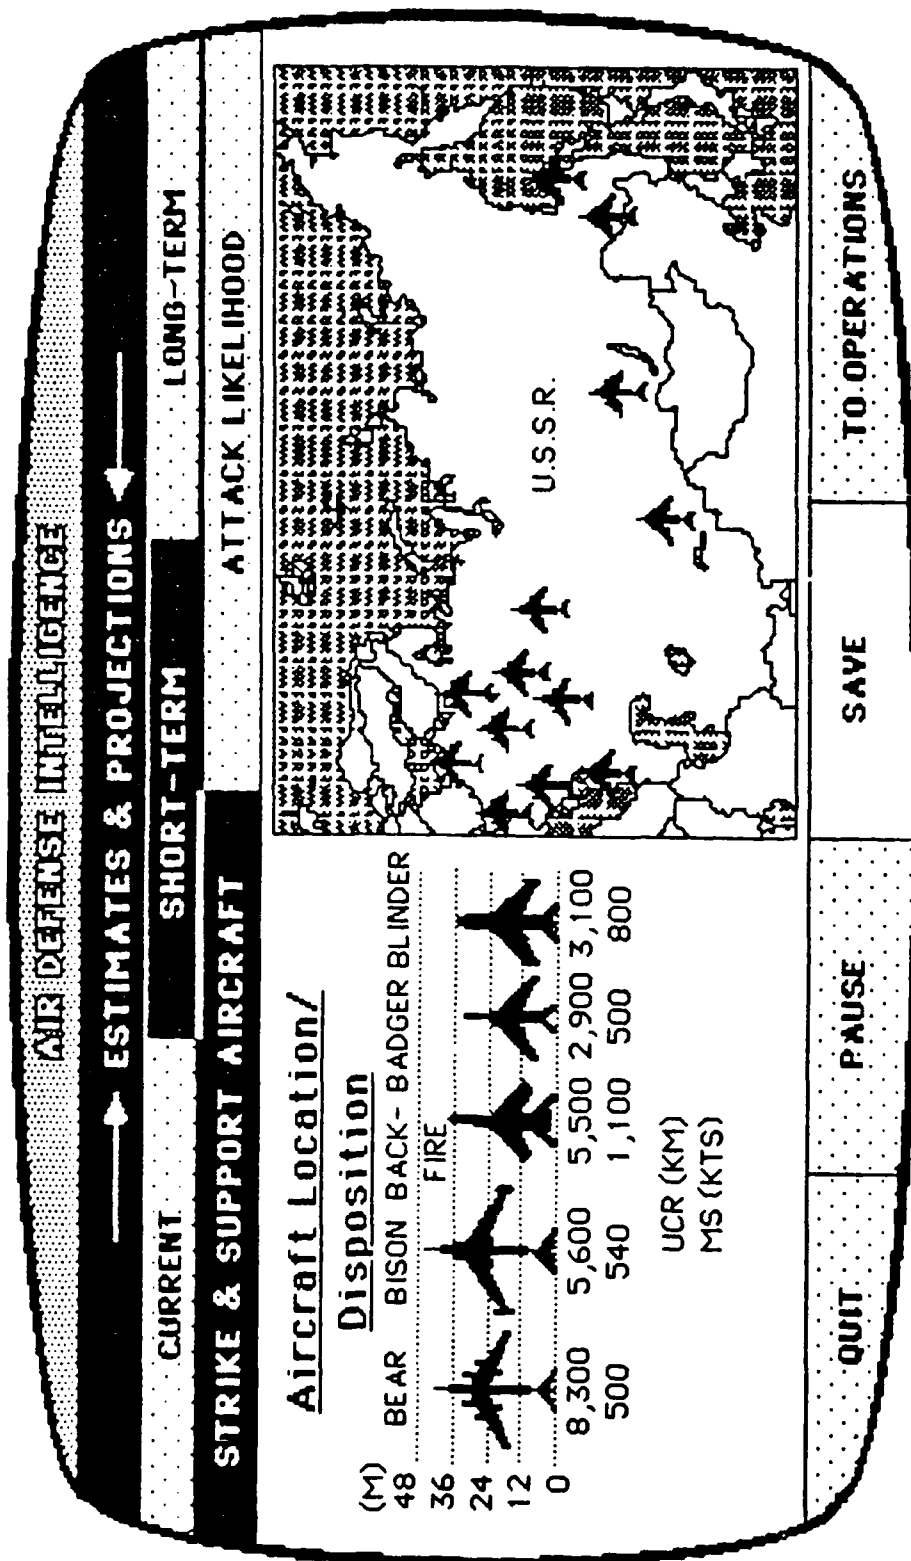 AIR DEFENSE INTELLIGENCE
ESTIMATES & PROJECTIONS
CURRENT SHORT-TERM LONG-TERM
STRIKE & SUPPORT AIRCRAFT ATTACK LIKELIHOOD
Aircraft Location/
Disposition
(M) BEAR BISON BACK- BADGER BLINDER
48
FIRE
36
24
12
0
8,300 5,600 5,500 2,900 3,100
500 540 1,100 500 800
UCR (KM)
MS (KTS)
U.S.S.R.
QUIT PAUSE SAVE TO OPERATIONS